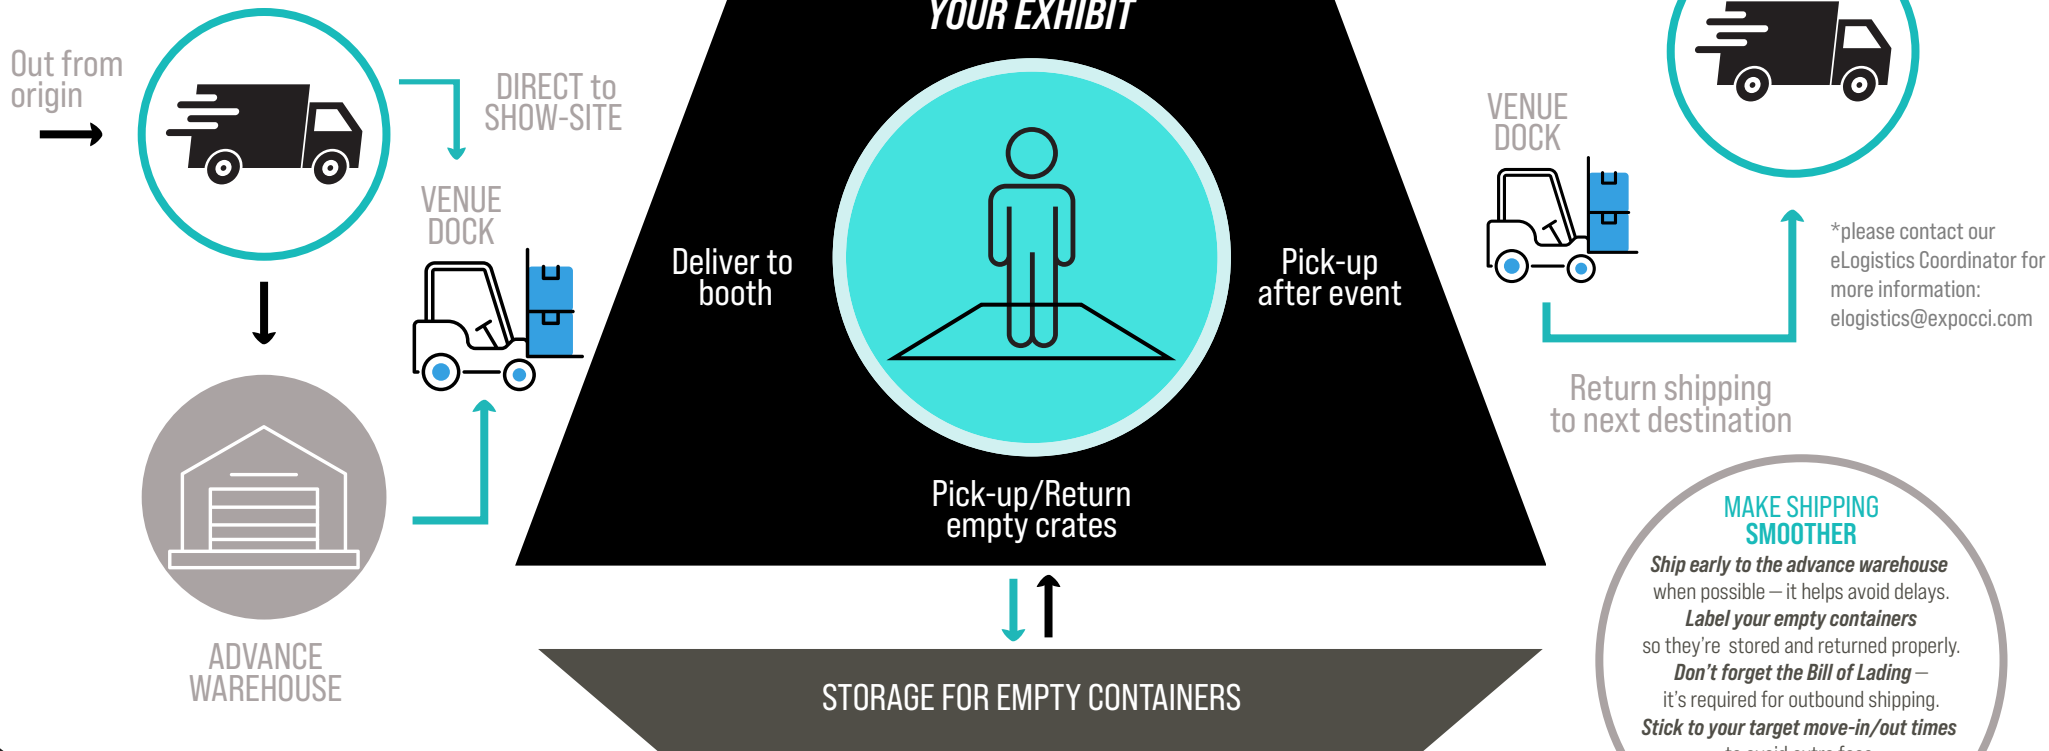 YOUR EXHIBIT
Out from
origin
DIRECT to
SHOW-SITE
VENUE
DOCK
ADVANCE
WAREHOUSE
Deliver to
booth
Pick-up
after event
Pick-up/Return
empty crates
STORAGE FOR EMPTY CONTAINERS
VENUE
DOCK
*please contact our
eLogistics Coordinator for
more information:
elogistics@expocci.com
Return shipping
to next destination
MAKE SHIPPING
SMOOTHER
Ship early to the advance warehouse
when possible – it helps avoid delays.
Label your empty containers
so they're stored and returned properly.
Don't forget the Bill of Lading –
it's required for outbound shipping.
Stick to your target move-in/out times